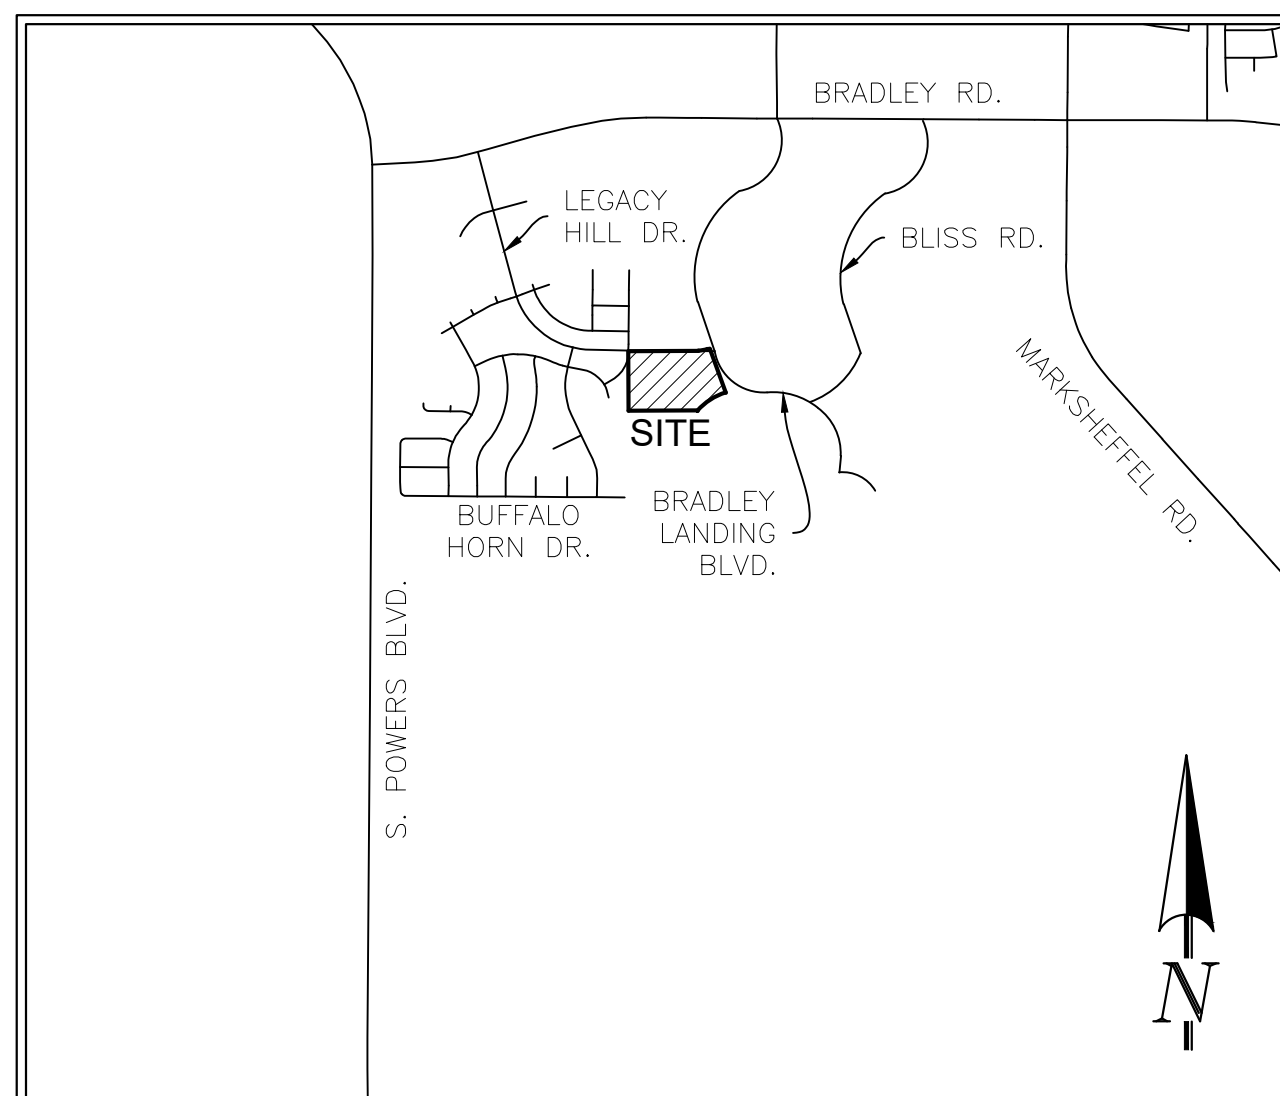 BRADLEY RD.
LEGACY
HILL DR.
BLISS RD.
MARKSHEFFEL RD.
SITE
BUFFALO
HORN DR.
BRADLEY
LANDING
BLVD.
S. POWERS BLVD.
N